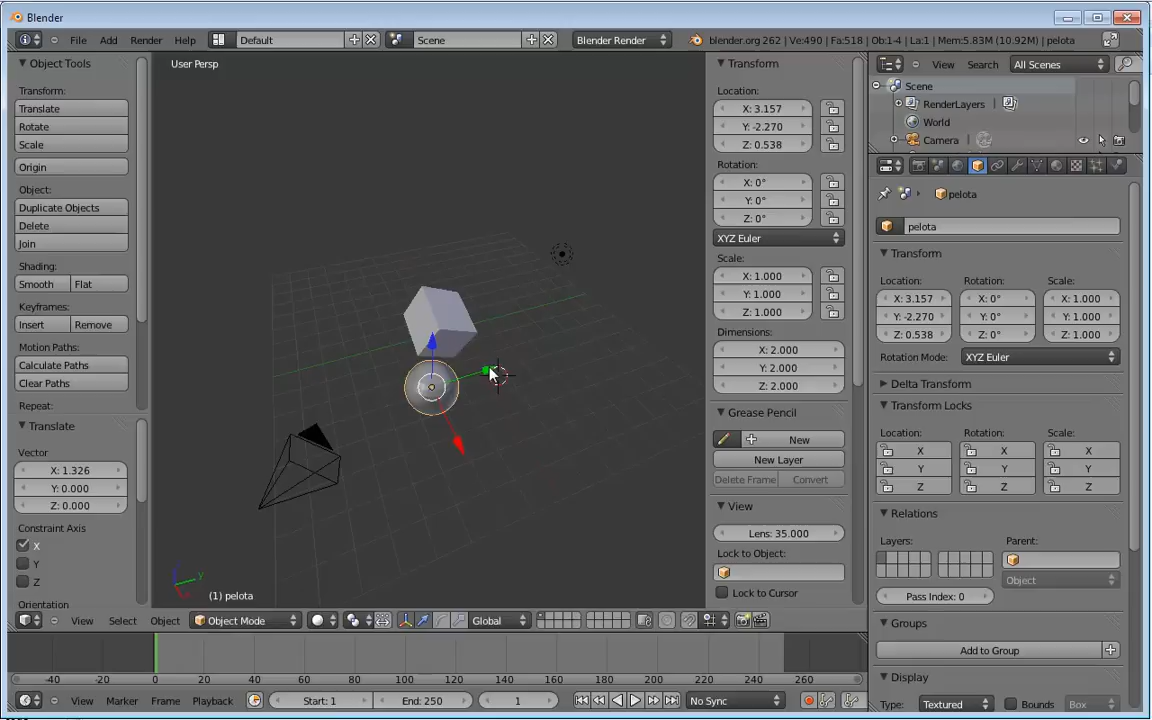 Blender
File Add Render Help Default Scene Blender Render blender.org 262 | Ve:490 | Fa:518 | Ob:1-4 | La:1 | Mem:5.83M (10.92M) | pelota
Object Tools
Transform:
Translate
Rotate
Scale
Origin
Object:
Duplicate Objects
Delete
Join
Shading:
Smooth Flat
Keyframes:
Insert Remove
Motion Paths:
Calculate Paths
Clear Paths
Repeat:
Translate
Vector
X: 1.326
Y: 0.000
Z: 0.000
Constraint Axis
X
Y
Z
Orientation
User Persp
(1) pelota
Transform
Location:
X: 3.157
Y: -2.270
Z: 0.538
Rotation:
X: 0°
Y: 0°
Z: 0°
XYZ Euler
Scale:
X: 1.000
Y: 1.000
Z: 1.000
Dimensions:
X: 2.000
Y: 2.000
Z: 2.000
Grease Pencil
New
New Layer
Delete Frame Convert
View
Lens: 35.000
Lock to Object:
Lock to Cursor
View Search All Scenes
Scene
RenderLayers
World
Camera
pelota
pelota
Transform
Location: Rotation: Scale:
X: 3.157 X: 0° X: 1.000
Y: -2.270 Y: 0° Y: 1.000
Z: 0.538 Z: 0° Z: 1.000
Rotation Mode: XYZ Euler
Delta Transform
Transform Locks
Location: Rotation: Scale:
X X X
Y Y Y
Z Z Z
Relations
Layers: Parent:
Object
Pass Index: 0
Groups
Add to Group
Display
Type: Textured Bounds Box
View Select Object Object Mode Global
-40 -20 0 20 40 60 80 100 120 140 160 180 200 220 240 260
View Marker Frame Playback Start: 1 End: 250 1 No Sync